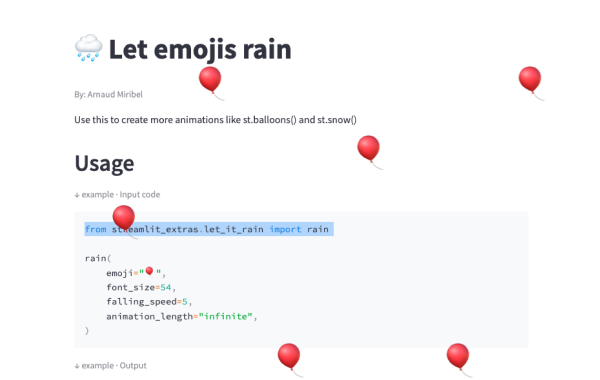 🌧️ Let emojis rain
By: Arnaud Miribel
Use this to create more animations like st.balloons() and st.snow()
Usage
↓ example · Input code
from streamlit_extras.let_it_rain import rain
rain(
    emoji="🎈",
    font_size=54,
    falling_speed=5,
    animation_length="infinite",
)
↓ example · Output